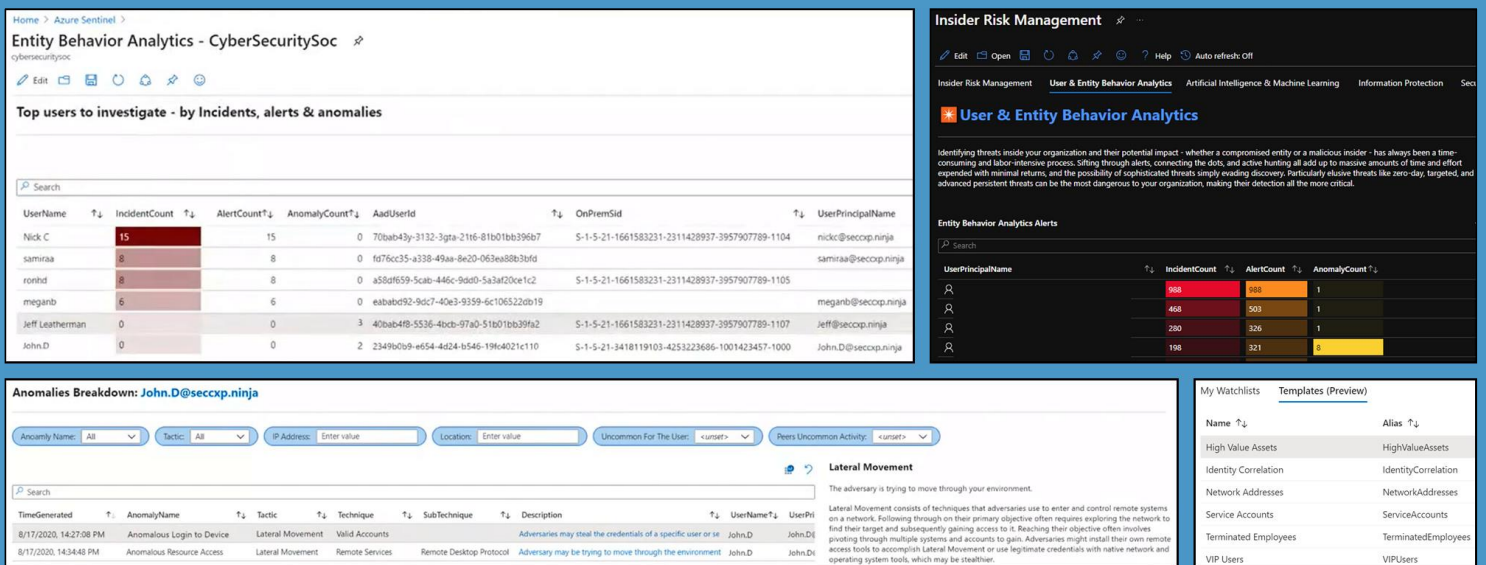 Home > Azure Sentinel >
Entity Behavior Analytics - CyberSecuritySoc
cybersecuritysoc
Edit
Top users to investigate - by Incidents, alerts & anomalies
Search
UserName IncidentCount AlertCount AnomalyCount AadUserId OnPremSid UserPrincipalName
Nick C 15 15 0 70bab43y-3132-3gta-21t6-81b01bb396b7 S-1-5-21-1661583231-2311428937-3957907789-1104 nickc@seccxp.ninja
samiraa 8 8 0 fd76cc35-a338-49aa-8e20-063ea88b3bfd samiraa@seccxp.ninja
ronhd 8 8 0 a58df659-5cab-446c-9dd0-5a3af20ce1c2 S-1-5-21-1661583231-2311428937-3957907789-1105
meganb 6 6 0 eababd92-9dc7-40e3-9359-6c106522db19 meganb@seccxp.ninja
Jeff Leatherman 0 0 3 40bab4f8-5536-4bcb-97a0-51b01bb39fa2 S-1-5-21-1661583231-2311428937-3957907789-1107 Jeff@seccxp.ninja
John.D 0 0 2 2349b0b9-e654-4d24-b546-19fc4021c110 S-1-5-21-3418119103-4253223686-1001423457-1000 John.D@seccxp.ninja
Insider Risk Management
Edit Open ? Help Auto refresh: Off
Insider Risk Management User & Entity Behavior Analytics Artificial Intelligence & Machine Learning Information Protection Secu
User & Entity Behavior Analytics
Identifying threats inside your organization and their potential impact - whether a compromised entity or a malicious insider - has always been a time-
consuming and labor-intensive process. Sifting through alerts, connecting the dots, and active hunting all add up to massive amounts of time and effort
expended with minimal returns, and the possibility of sophisticated threats simply evading discovery. Particularly elusive threats like zero-day, targeted, and
advanced persistent threats can be the most dangerous to your organization, making their detection all the more critical.
Entity Behavior Analytics Alerts
Search
UserPrincipalName IncidentCount AlertCount AnomalyCount
988 988 1
468 503 1
280 326 1
198 321 8
Anomalies Breakdown: John.D@seccxp.ninja
Anoamly Name: All Tactic: All IP Address: Enter value Location: Enter value Uncommon For The User: <unset> Peers Uncommon Activity: <unset>
Search
TimeGenerated AnomalyName Tactic Technique SubTechnique Description UserName UserPri
8/17/2020, 14:27:08 PM Anomalous Login to Device Lateral Movement Valid Accounts Adversaries may steal the credentials of a specific user or se John.D John.D@
8/17/2020, 14:34:48 PM Anomalous Resource Access Lateral Movement Remote Services Remote Desktop Protocol Adversary may be trying to move through the environment John.D John.D@
Lateral Movement
The adversary is trying to move through your environment.
Lateral Movement consists of techniques that adversaries use to enter and control remote systems
on a network. Following through on their primary objective often requires exploring the network to
find their target and subsequently gaining access to it. Reaching their objective often involves
pivoting through multiple systems and accounts to gain. Adversaries might install their own remote
access tools to accomplish Lateral Movement or use legitimate credentials with native network and
operating system tools, which may be stealthier.
My Watchlists Templates (Preview)
Name Alias
High Value Assets HighValueAssets
Identity Correlation IdentityCorrelation
Network Addresses NetworkAddresses
Service Accounts ServiceAccounts
Terminated Employees TerminatedEmployees
VIP Users VIPUsers